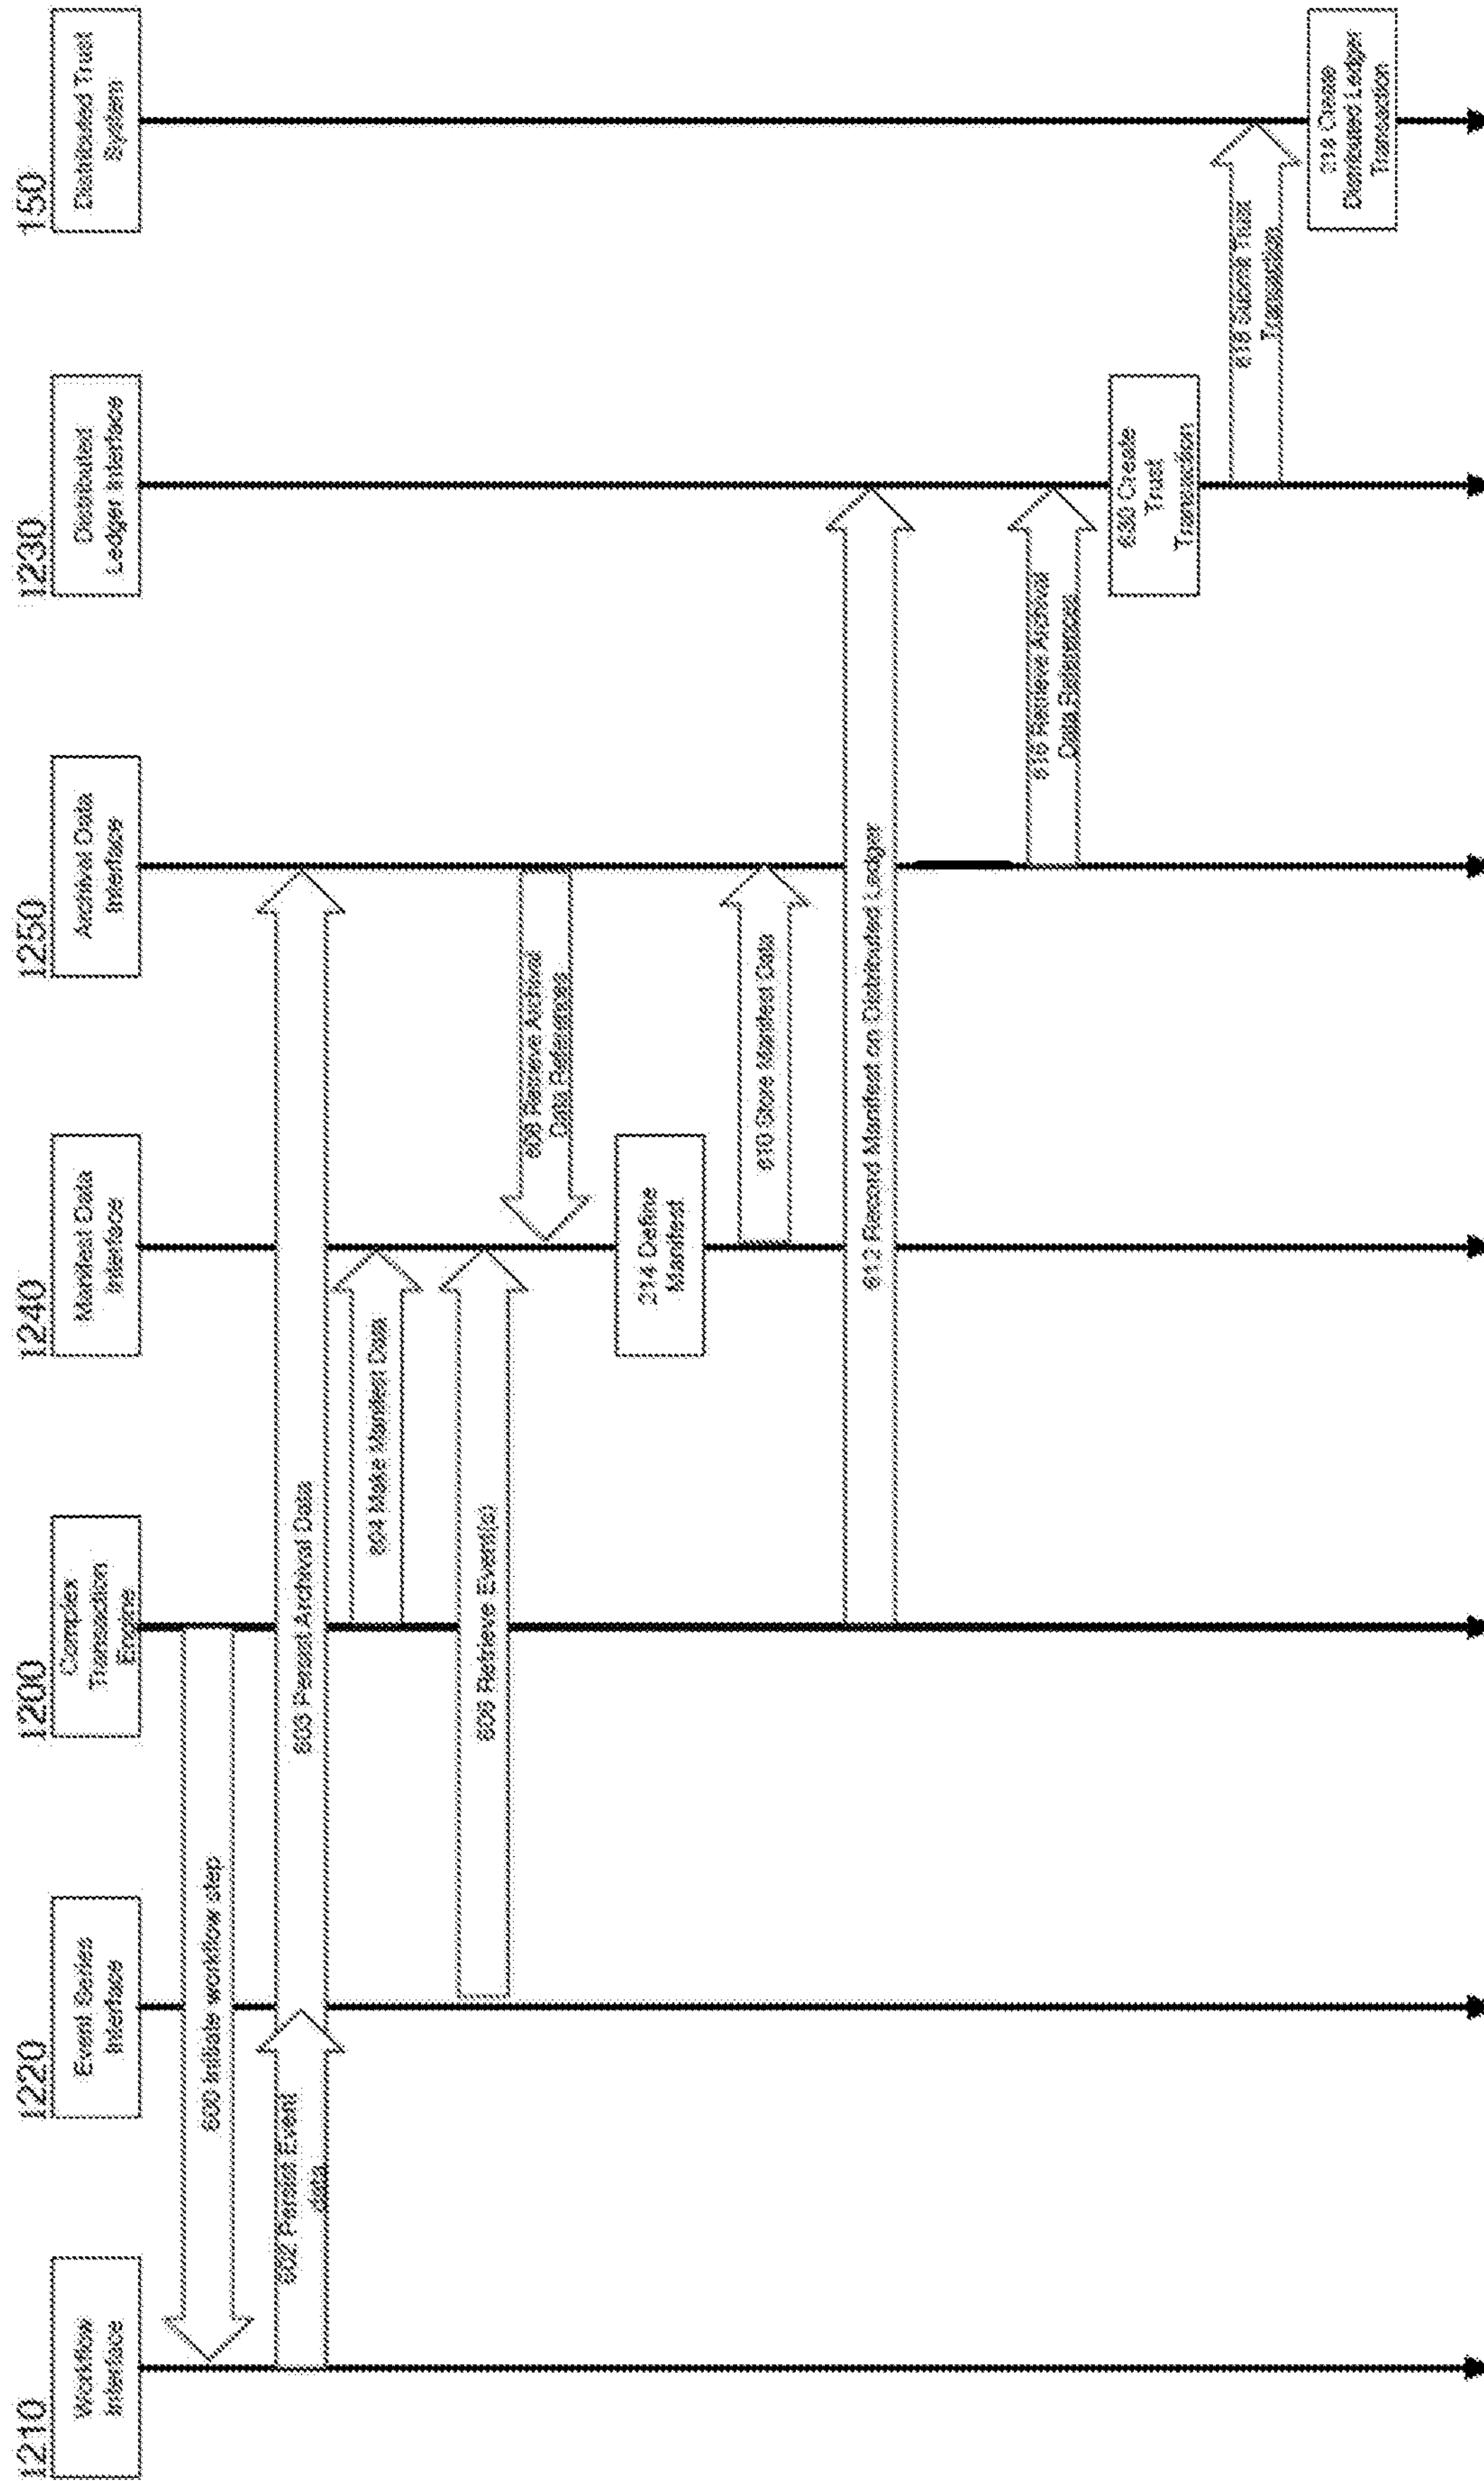 1210
Workflow
Interface
1220
Event Series
Interface
1200
Complex
Transaction
Engine
1240
Manifest Data
Interface
1250
Archival Data
Interface
1230
Distributed
Ledger Interface
150
Distributed Trust
System
600 Initiate workflow step
602 Persist Event
data
603 Persist Archival Data
604 Make Manifest Data
606 Retrieve Event(s)
608 Retrieve Archival
Data References
214 Define
Manifest
610 Store Manifest Data
612 Record Manifest on Distributed Ledger
616 Retrieve Archival
Data References
630 Create
Trust
Transaction
Submit Trust
Transaction
Create
Distributed Ledger
Transaction